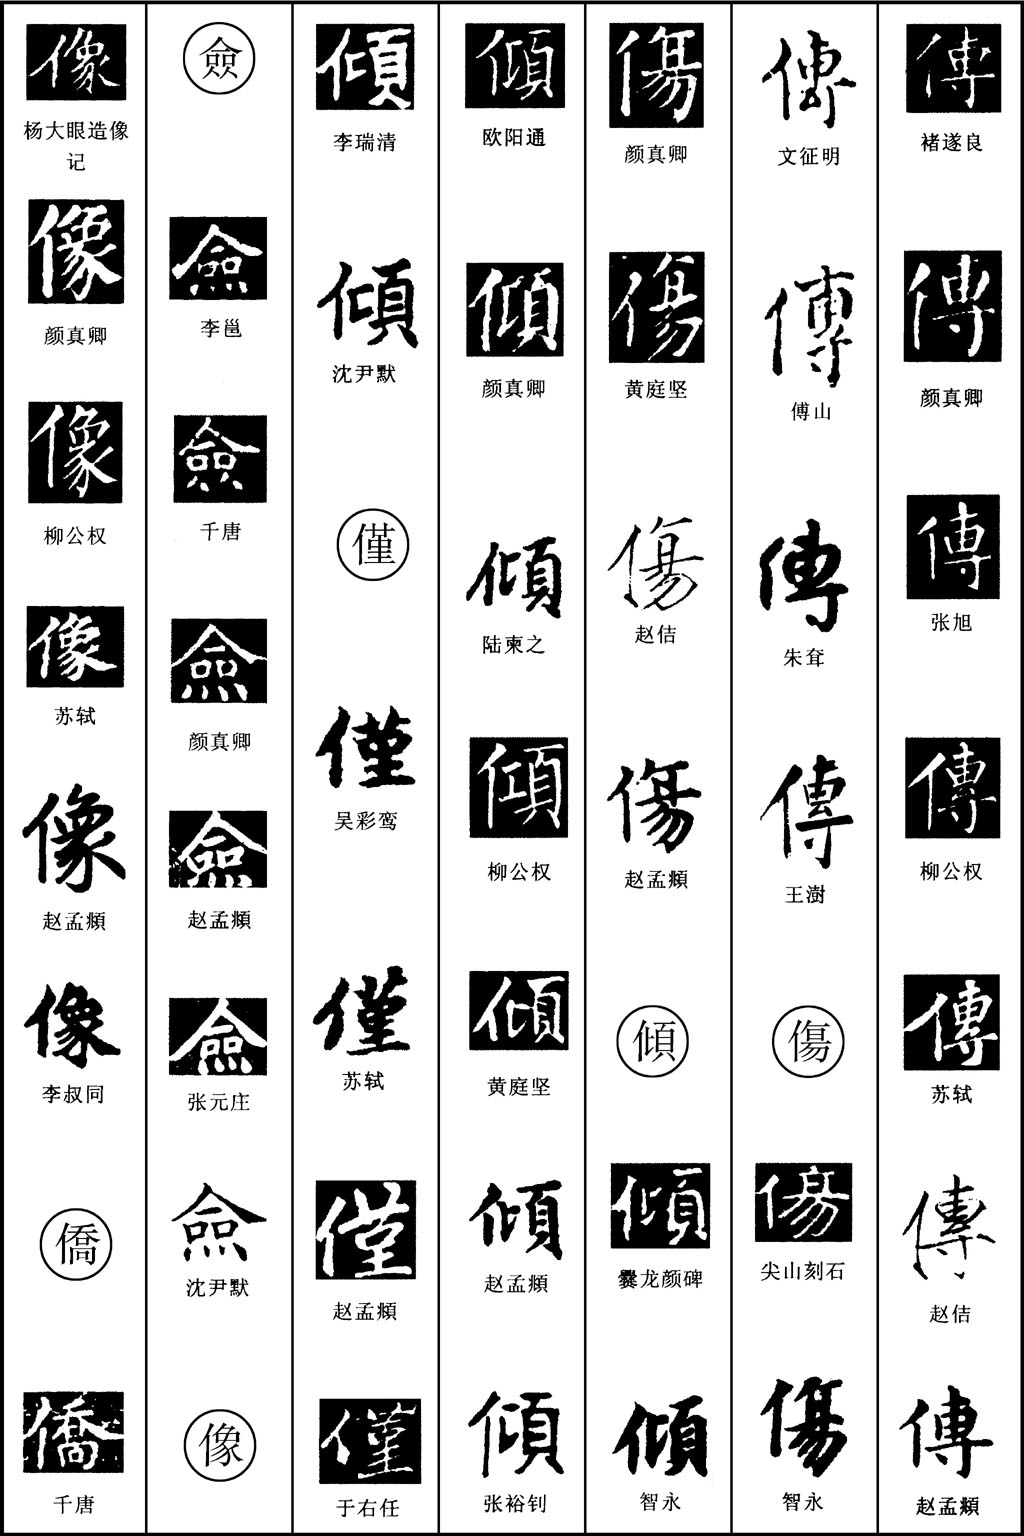 傳
褚遂良
傳
颜真卿
傳
张旭
傳
柳公权
傳
苏轼
傳
赵佶
傳
赵孟頫
傳
文征明
傳
傅山
傳
朱耷
傳
王澍
傷
傷
尖山刻石
傷
智永
傷
颜真卿
傷
黄庭坚
傷
赵佶
傷
赵孟頫
傾
傾
爨龙颜碑
傾
智永
傾
欧阳通
傾
颜真卿
傾
陆柬之
傾
柳公权
傾
黄庭坚
傾
赵孟頫
傾
张裕钊
傾
李瑞清
傾
沈尹默
僅
僅
吴彩鸾
僅
苏轼
僅
赵孟頫
僅
于右任
僉
僉
李邕
僉
千唐
僉
颜真卿
僉
赵孟頫
僉
张元庄
僉
沈尹默
像
像
杨大眼造像
记
像
颜真卿
像
柳公权
像
苏轼
像
赵孟頫
像
李叔同
僑
僑
千唐